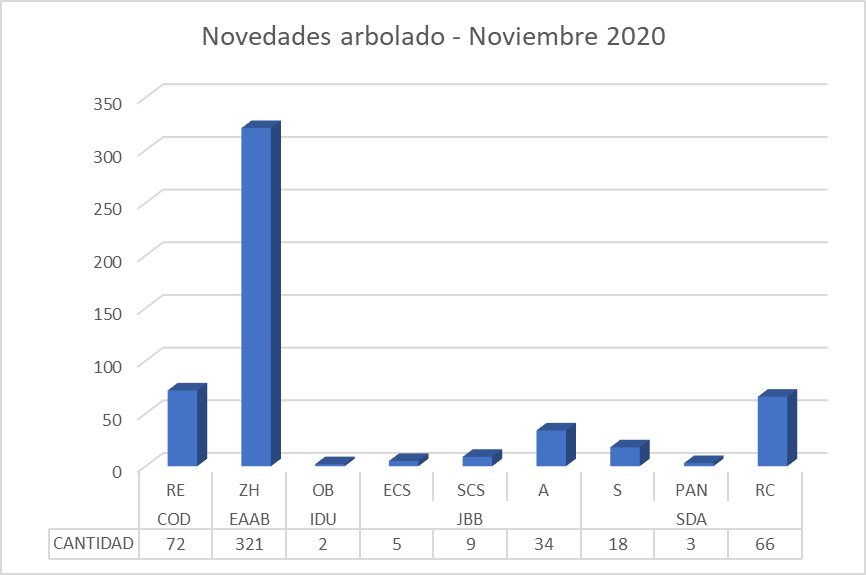 Novedades arbolado - Noviembre 2020
350
300
250
200
150
100
50
0
RE ZH OB ECS SCS A S PAN RC
COD EAAB IDU JBB SDA
CANTIDAD 72 321 2 5 9 34 18 3 66